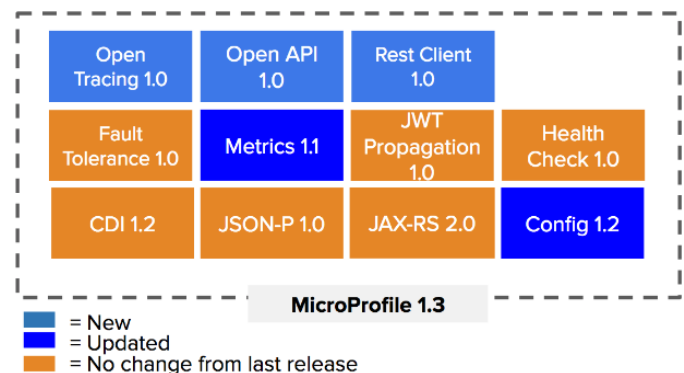 Open
Tracing 1.0
Open API
1.0
Rest Client
1.0
Fault
Tolerance 1.0
Metrics 1.1
JWT
Propagation
1.0
Health
Check 1.0
CDI 1.2
JSON-P 1.0
JAX-RS 2.0
Config 1.2
MicroProfile 1.3
= New
= Updated
= No change from last release